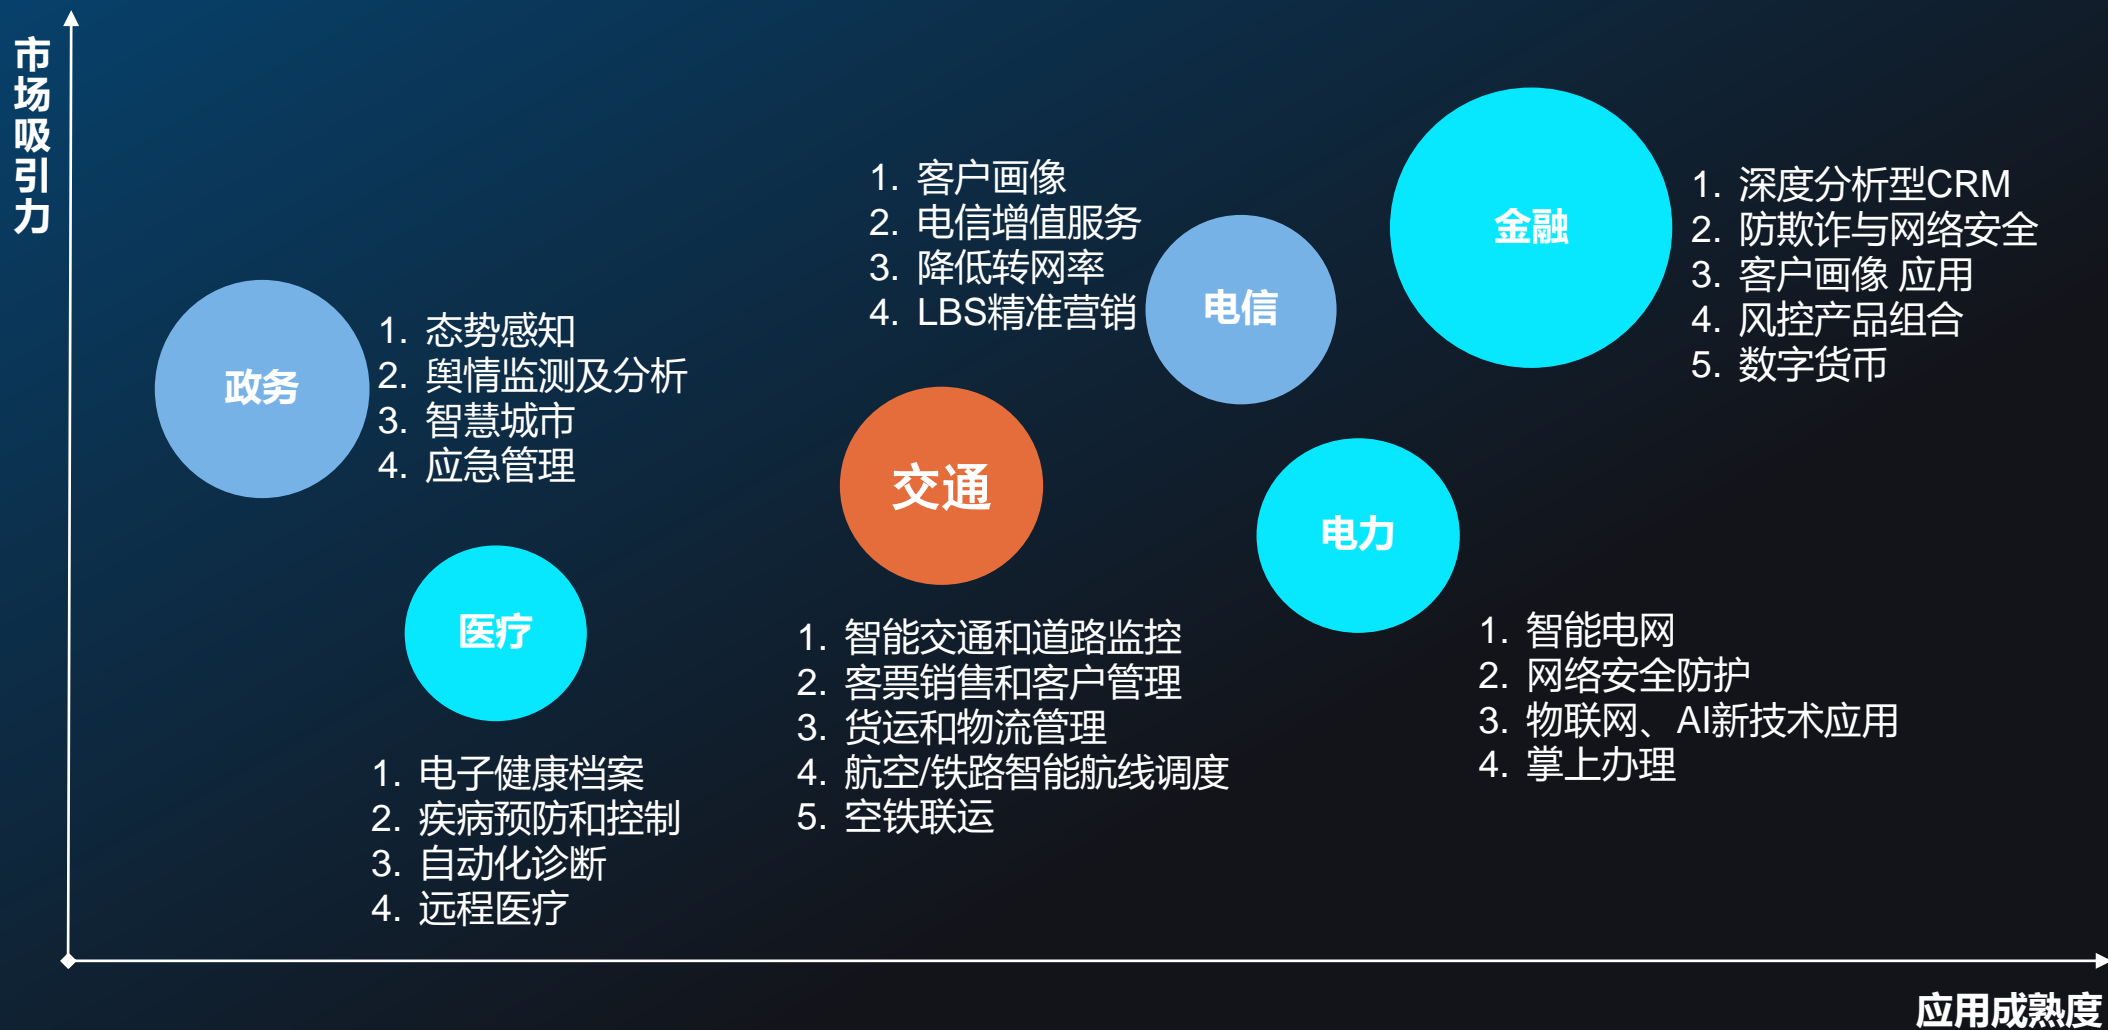 市场吸引力
政务
1. 态势感知
2. 舆情监测及分析
3. 智慧城市
4. 应急管理
医疗
1. 电子健康档案
2. 疾病预防和控制
3. 自动化诊断
4. 远程医疗
交通
1. 智能交通和道路监控
2. 客票销售和客户管理
3. 货运和物流管理
4. 航空/铁路智能航线调度
5. 空铁联运
1. 客户画像
2. 电信增值服务
3. 降低转网率
4. LBS精准营销
电信
金融
1. 深度分析型CRM
2. 防欺诈与网络安全
3. 客户画像 应用
4. 风控产品组合
5. 数字货币
电力
1. 智能电网
2. 网络安全防护
3. 物联网、AI新技术应用
4. 掌上办理
应用成熟度